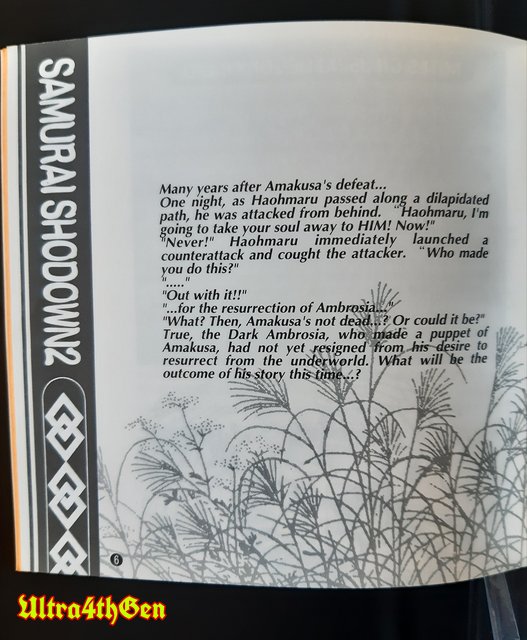 SAMURAI SHODOWN2
Many years after Amakusa's defeat...
One night, as Haohmaru passed along a dilapidated
path, he was attacked from behind. "Haohmaru, I'm
going to take your soul away to HIM! Now!"
"Never!" Haohmaru immediately launched a
counterattack and cought the attacker. "Who made
you do this?"
"....."
"Out with it!!"
"...for the resurrection of Ambrosia..."
"What? Then, Amakusa's not dead...? Or could it be?"
True, the Dark Ambrosia, who made a puppet of
Amakusa, had not yet resigned from his desire to
resurrect from the underworld. What will be the
outcome of his story this time...?
6
Ultra4thGen